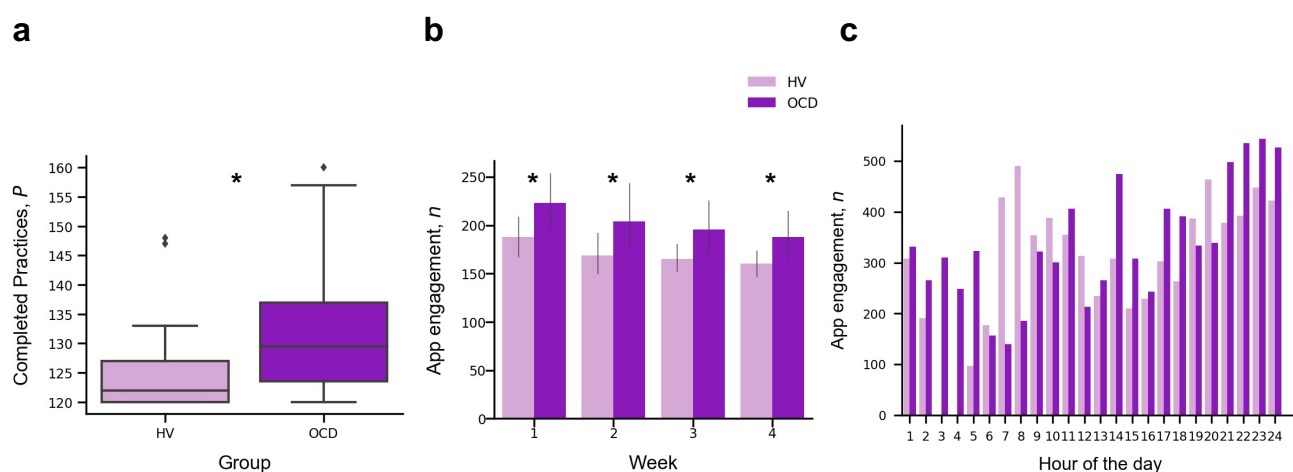 a
b
c
HV
OCD
Completed Practices, P
160
155
150
145
140
135
130
125
120
*
HV
OCD
Group
App engagement, n
250
200
150
100
50
0
* * * *
1 2 3 4
Week
App engagement, n
500
400
300
200
100
0
1 2 3 4 5 6 7 8 9 10 11 12 13 14 15 16 17 18 19 20 21 22 23 24
Hour of the day